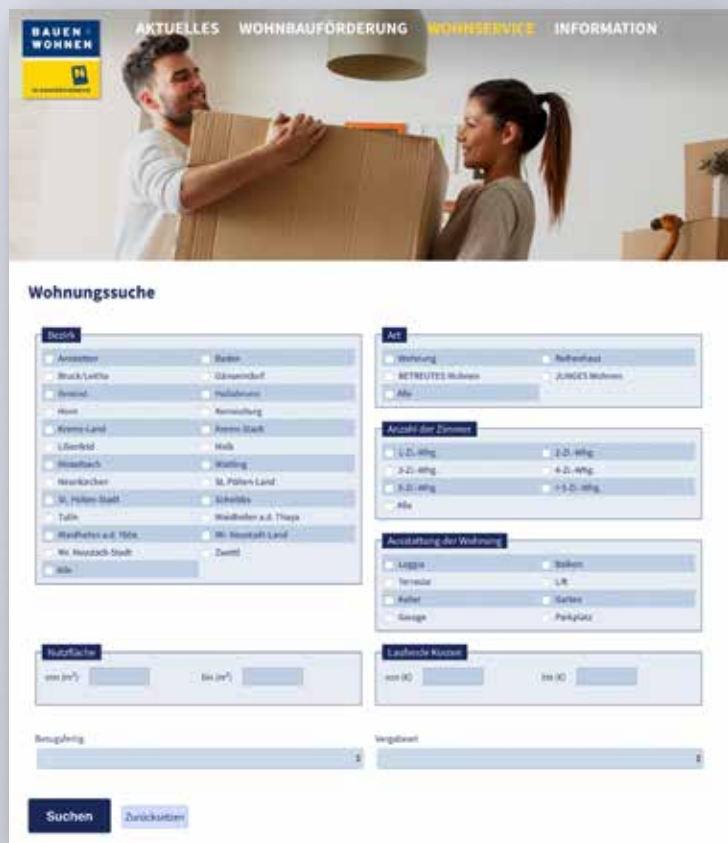 BAUEN +
WOHNEN
AKTUELLES WOHNBAUFÖRDERUNG WOHNSERVICE INFORMATION
Wohnungssuche
Bezirk
Amstetten Baden
Bruck/Leitha Gänserndorf
Gmünd Hollabrunn
Horn Korneuburg
Krems-Land Krems-Stadt
Lilienfeld Melk
Mistelbach Mödling
Neunkirchen St. Pölten-Land
St. Pölten-Stadt Scheibbs
Tulln Waidhofen a.d. Thaya
Waidhofen a.d. Ybbs Wr. Neustadt-Land
Wr. Neustadt-Stadt Zwettl
Alle
Art
Wohnung Reihenhaus
BETREUTES Wohnen JUNGES Wohnen
Alle
Anzahl der Zimmer
1-Zi.-Whg. 2-Zi.-Whg.
3-Zi.-Whg. 4-Zi.-Whg.
5-Zi.-Whg. >5-Zi.-Whg.
Alle
Ausstattung der Wohnung
Loggia Balkon
Terrasse Lift
Keller Garten
Garage Parkplatz
Nutzfläche
von (m²) bis (m²)
Laufende Kosten
von (€) bis (€)
Bezugsfertig
Vergabeart
Suchen Zurücksetzen